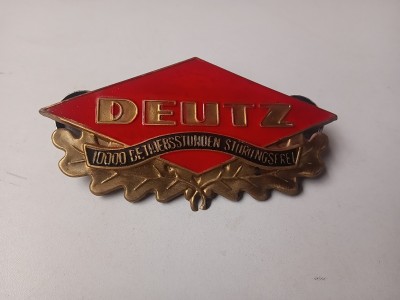 DEUTZ
10000 BETRIEBSSTUNDEN STÖRUNGSFREI